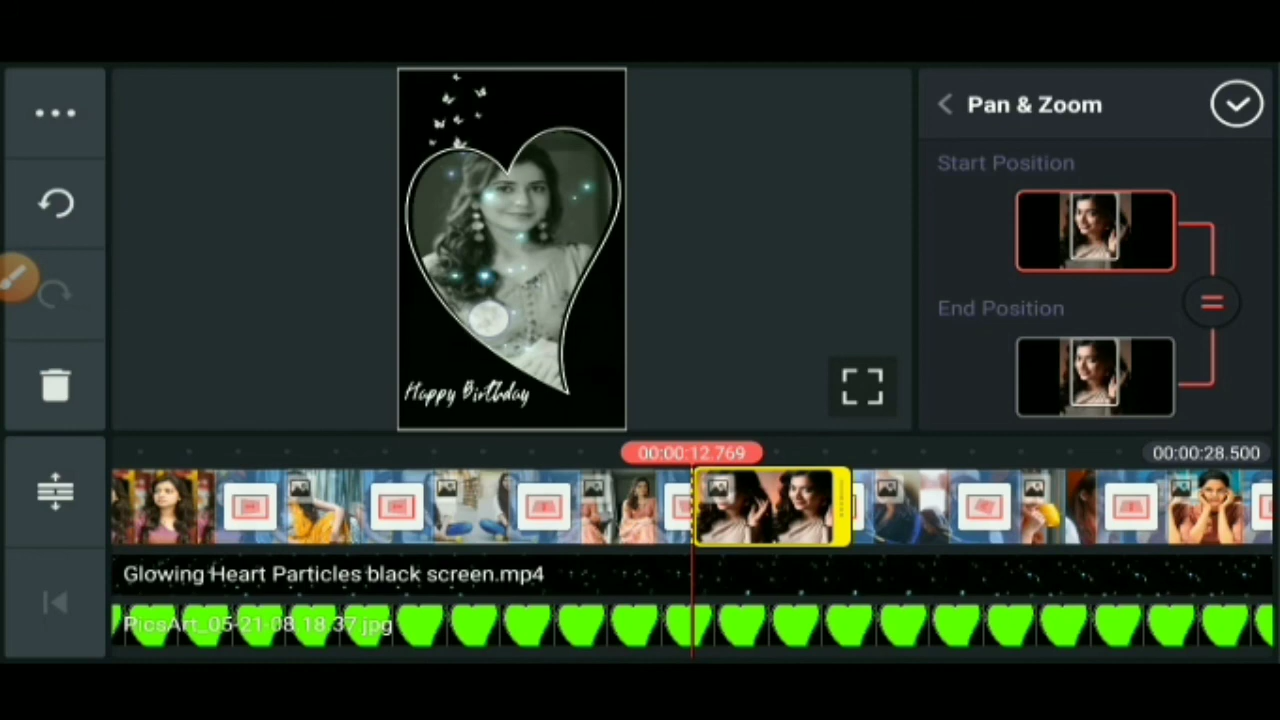 Pan & Zoom
Start Position
End Position
Happy Birthday
00:00:12.769
00:00:28.500
Glowing Heart Particles black screen.mp4
PicsArt_05-21-08.18.37.jpg